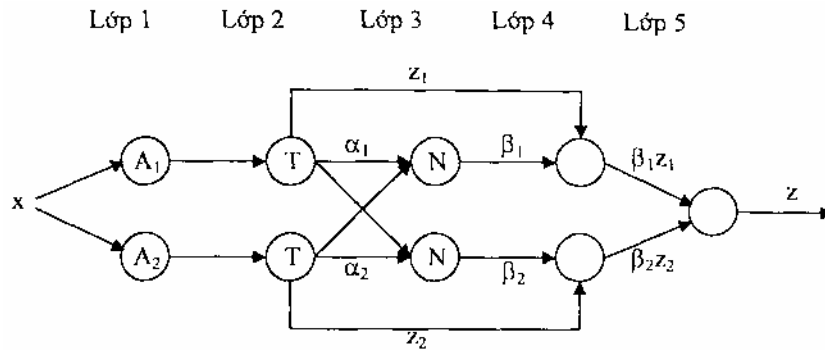 Lớp 1 Lớp 2 Lớp 3 Lớp 4 Lớp 5
z₁
A₁ T α₁ N β₁ β₁z₁
x z
A₂ T α₂ N β₂ β₂z₂
z₂